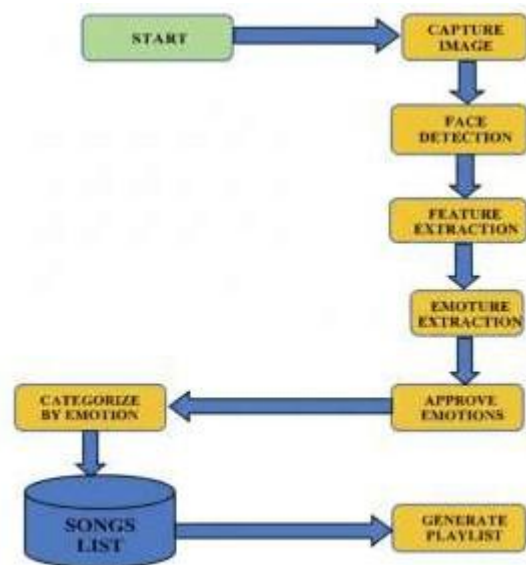 START
CAPTURE
IMAGE
FACE
DETECTION
FEATURE
EXTRACTION
EMOTURE
EXTRACTION
APPROVE
EMOTIONS
CATEGORIZE
BY EMOTION
SONGS
LIST
GENERATE
PLAYLIST